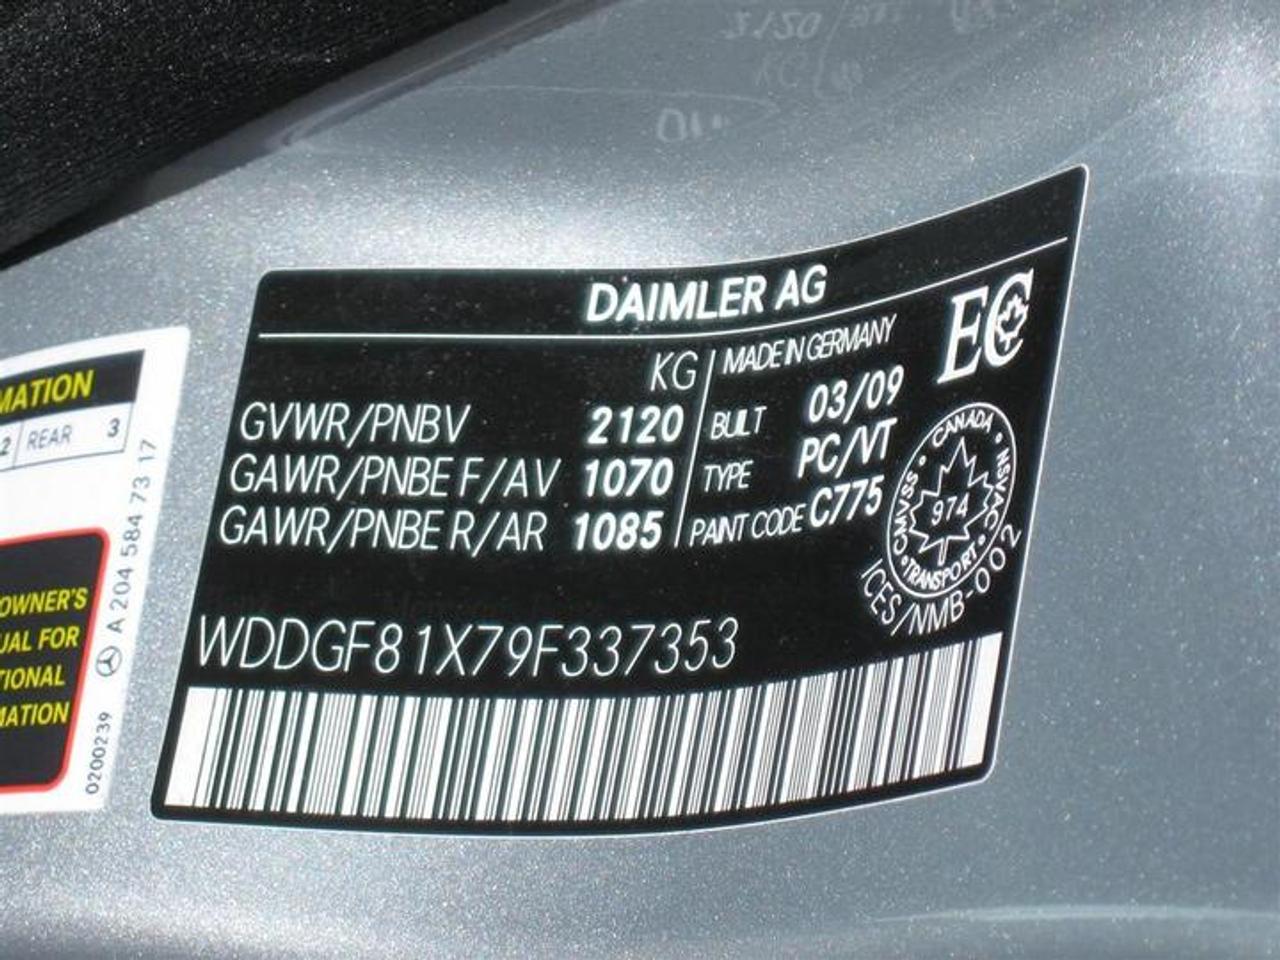 DAIMLER AG
KG
MADE IN GERMANY
EC
GVWR/PNBV 2120
BUILT 03/09
GAWR/PNBE F/AV 1070
TYPE PC/VT
GAWR/PNBE R/AR 1085
PAINT CODE C775
CANADA • NSVAC • TRANSPORT • CMVSS •
974
ICES/NMB-002
WDDGF81X79F337353
MATION
2 REAR 3
OWNER'S
UAL FOR
TIONAL
MATION
0200239 A 204 584 73 17